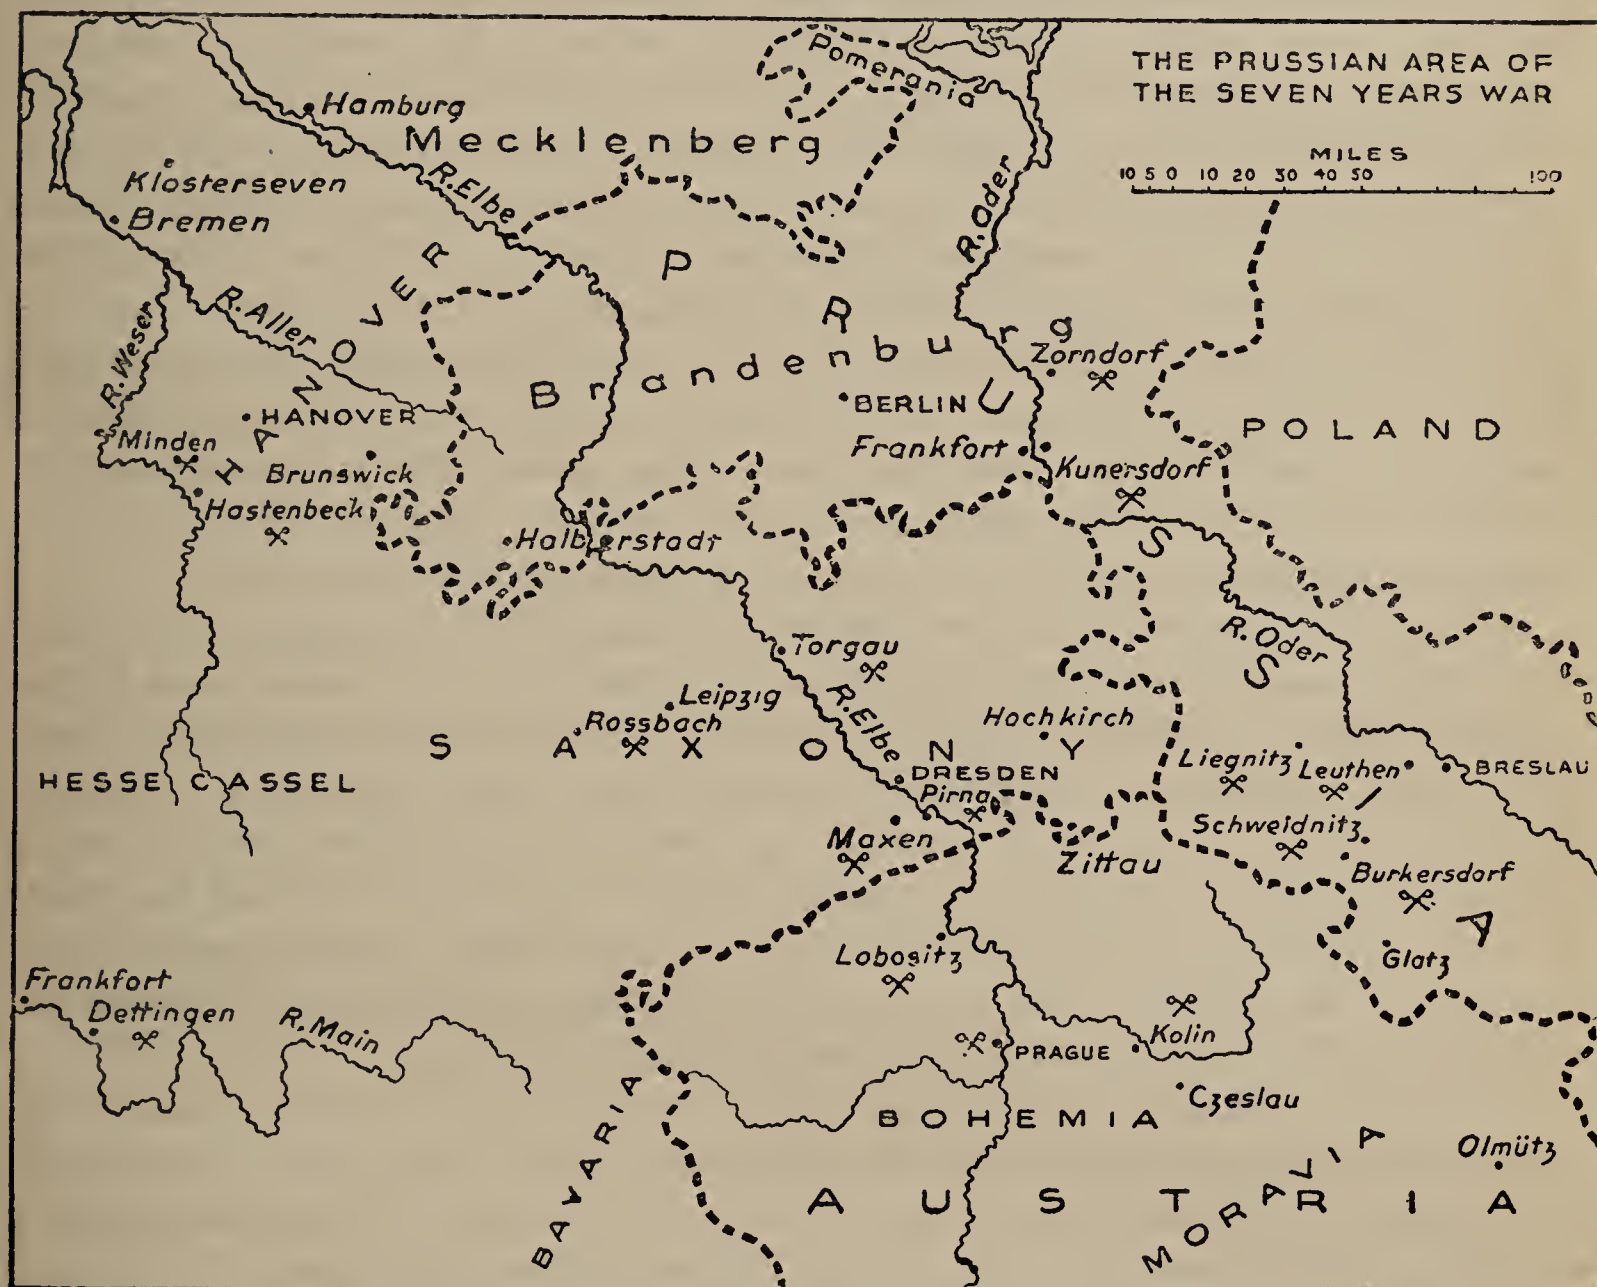 THE PRUSSIAN AREA OF
THE SEVEN YEARS WAR
MILES
10 5 0 10 20 30 40 50 100
Pomerania
Hamburg
Mecklenberg
R. Elbe
Klosterseven
Bremen
R. Oder
HANOVER
PRUSSIA
R. Weser
R. Aller
Brandenburg
Zorndorf
BERLIN
HANOVER
POLAND
Minden
Frankfort
Brunswick
Kunersdorf
Hastenbeck
Halberstadt
R. Oder
Torgau
Leipzig
R. Elbe
Rossbach
Hochkirch
SAXONY
HESSE CASSEL
DRESDEN
Pirna
Liegnitz
Leuthen
BRESLAU
Schweidnitz
Maxen
Zittau
Burkersdorf
Lobositz
Glatz
Frankfort
Dettingen
R. Main
Kolin
PRAGUE
Czeslau
BOHEMIA
BAVARIA
MORAVIA
Olmütz
AUSTRIA